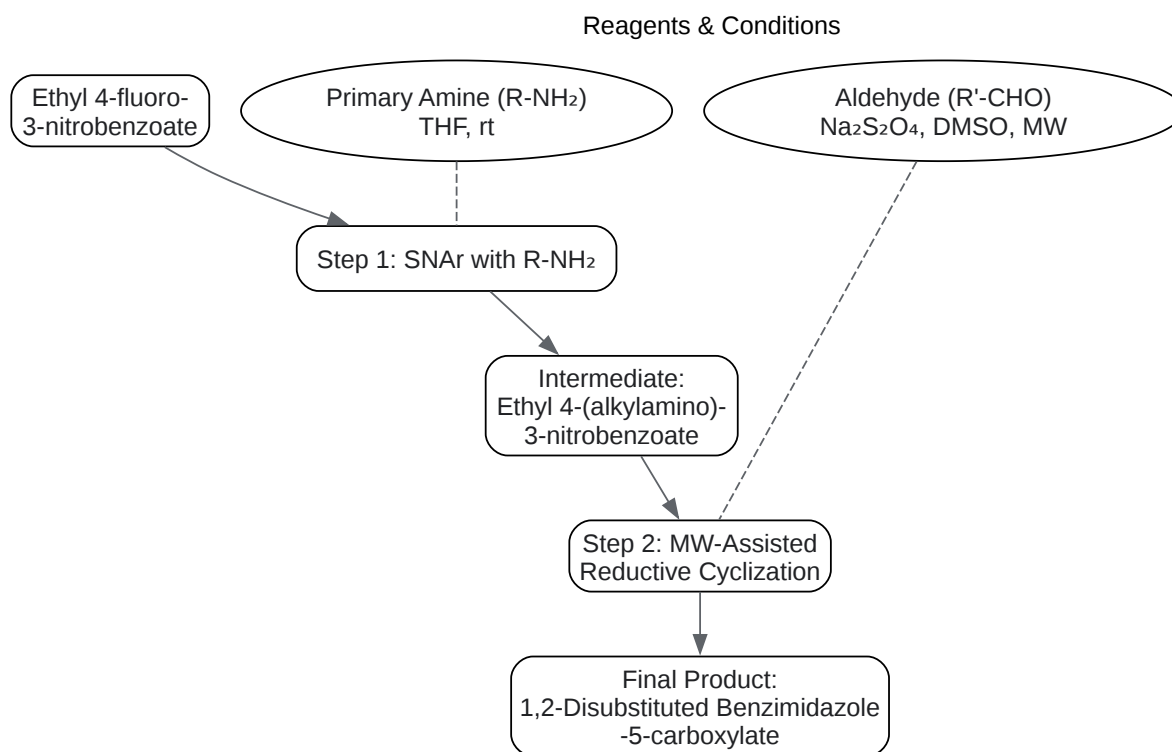 Reagents & Conditions
Ethyl 4-fluoro-
3-nitrobenzoate
Primary Amine (R-NH₂)
THF, rt
Aldehyde (R'-CHO)
Na₂S₂O₄, DMSO, MW
Step 1: SNAr with R-NH₂
Intermediate:
Ethyl 4-(alkylamino)-
3-nitrobenzoate
Step 2: MW-Assisted
Reductive Cyclization
Final Product:
1,2-Disubstituted Benzimidazole
-5-carboxylate